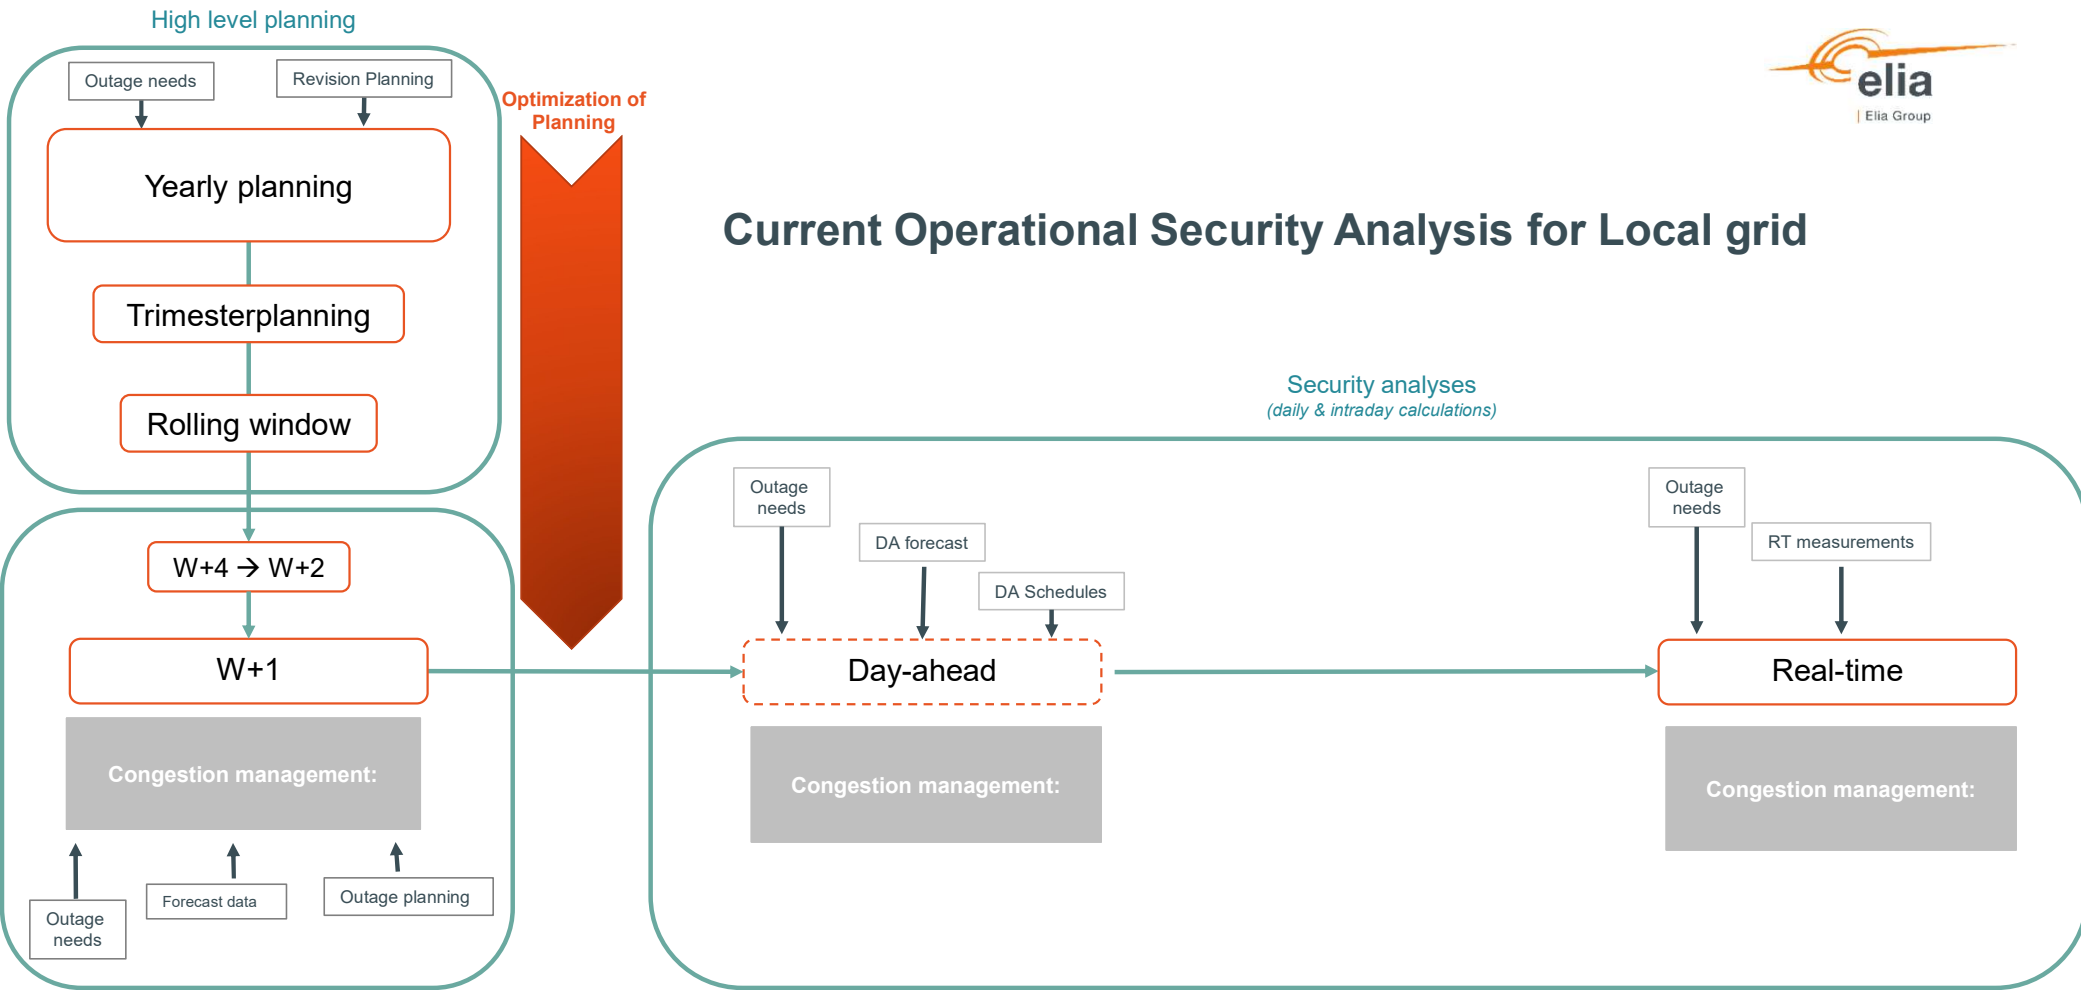 High level planning
Outage needs
Revision Planning
Yearly planning
Trimesterplanning
Rolling window
Optimization of
Planning
elia
| Elia Group
Current Operational Security Analysis for Local grid
W+4 → W+2
W+1
Congestion management:
Outage
needs
Forecast data
Outage planning
Security analyses
(daily & intraday calculations)
Outage
needs
DA forecast
DA Schedules
Day-ahead
Congestion management:
Outage
needs
RT measurements
Real-time
Congestion management: